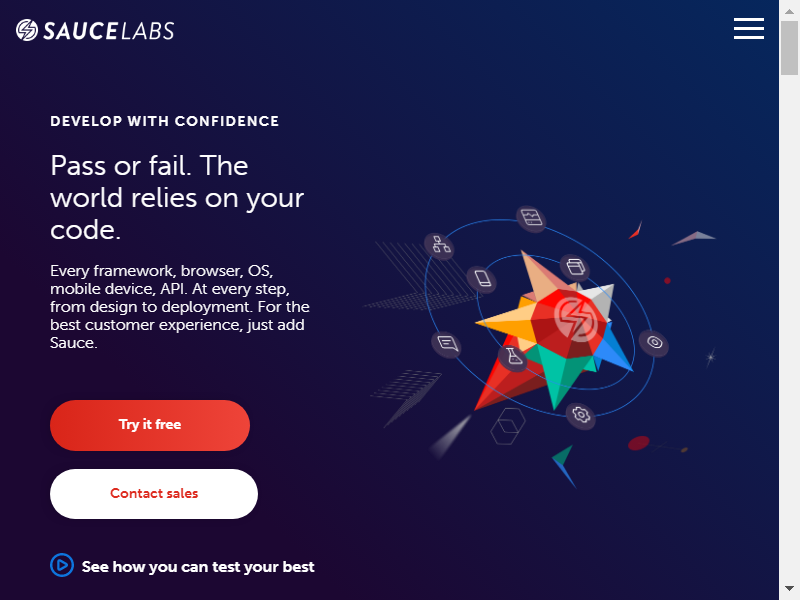 SAUCELABS
DEVELOP WITH CONFIDENCE
Pass or fail. The
world relies on your
code.
Every framework, browser, OS,
mobile device, API. At every step,
from design to deployment. For the
best customer experience, just add
Sauce.
Try it free
Contact sales
See how you can test your best